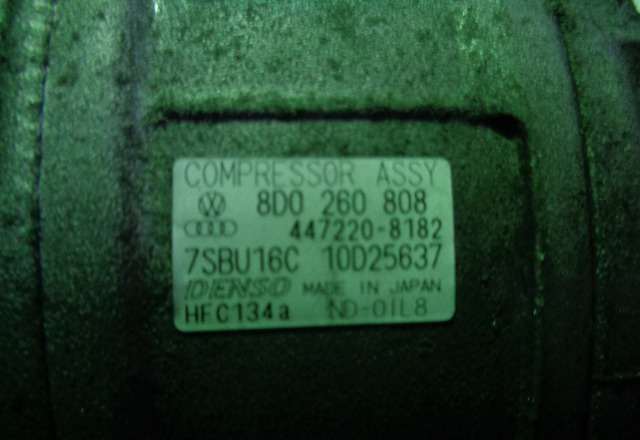 COMPRESSOR ASSY
8D0 260 808
447220-8182
7SBU16C 10D25637
DENSO MADE IN JAPAN
HFC134a ND-OIL8